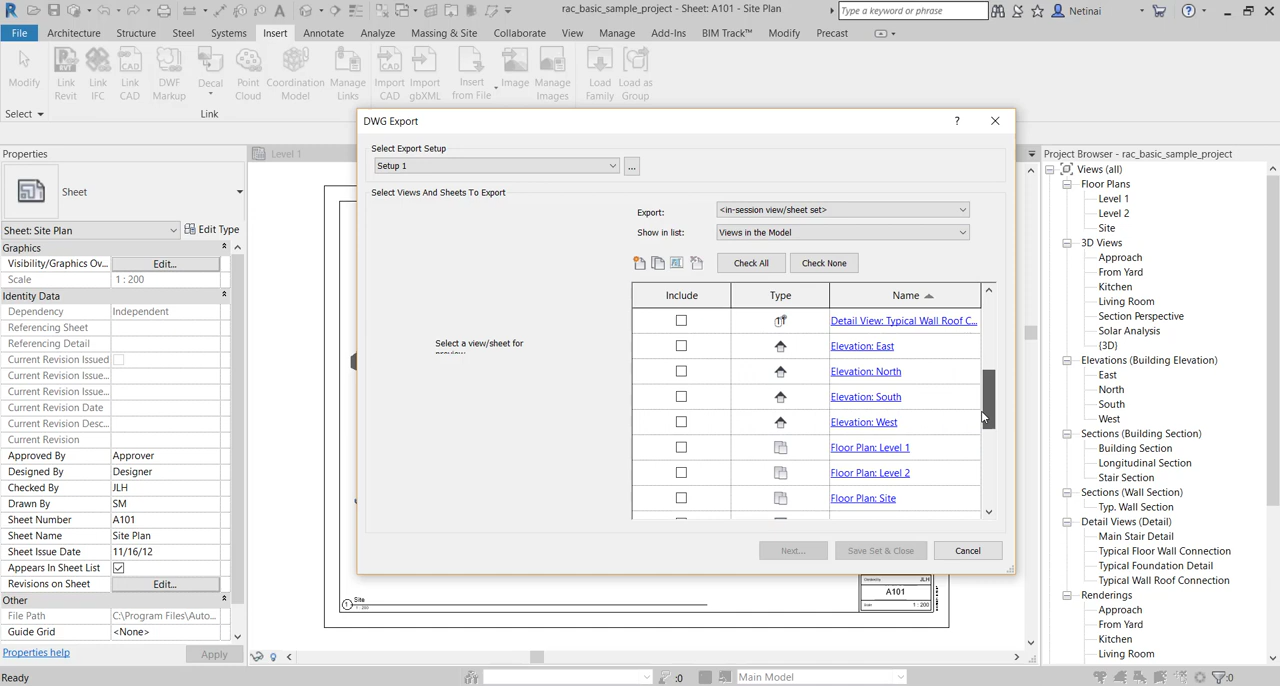 rac_basic_sample_project - Sheet: A101 - Site Plan
Type a keyword or phrase
Netinai
File Architecture Structure Steel Systems Insert Annotate Analyze Massing & Site Collaborate View Manage Add-Ins BIM Track™ Modify Precast
Modify
Link Revit
Link IFC
Link CAD
DWF Markup
Decal
Point Cloud
Coordination Model
Manage Links
Import CAD
Import gbXML
Insert from File
Image
Manage Images
Load Family
Load as Group
Select
Link
Properties
Sheet
Sheet: Site Plan
Edit Type
Graphics
Visibility/Graphics Ov... Edit...
Scale 1 : 200
Identity Data
Dependency Independent
Referencing Sheet
Referencing Detail
Current Revision Issued
Current Revision Issue...
Current Revision Issue...
Current Revision Date
Current Revision Desc...
Current Revision
Approved By Approver
Designed By Designer
Checked By JLH
Drawn By SM
Sheet Number A101
Sheet Name Site Plan
Sheet Issue Date 11/16/12
Appears In Sheet List
Revisions on Sheet Edit...
Other
File Path C:\Program Files\Auto...
Guide Grid <None>
Properties help
Apply
Level 1
DWG Export
?
Select Export Setup
Setup 1
...
Select Views And Sheets To Export
Export: <in-session view/sheet set>
Show in list: Views in the Model
Check All
Check None
Include Type Name
Select a view/sheet for preview
Detail View: Typical Wall Roof C...
Elevation: East
Elevation: North
Elevation: South
Elevation: West
Floor Plan: Level 1
Floor Plan: Level 2
Floor Plan: Site
Next...
Save Set & Close
Cancel
1 Site
1 : 200
JLH
A101
1 : 200
Project Browser - rac_basic_sample_project
Views (all)
Floor Plans
Level 1
Level 2
Site
3D Views
Approach
From Yard
Kitchen
Living Room
Section Perspective
Solar Analysis
{3D}
Elevations (Building Elevation)
East
North
South
West
Sections (Building Section)
Building Section
Longitudinal Section
Stair Section
Sections (Wall Section)
Typ. Wall Section
Detail Views (Detail)
Main Stair Detail
Typical Floor Wall Connection
Typical Foundation Detail
Typical Wall Roof Connection
Renderings
Approach
From Yard
Kitchen
Living Room
Ready
:0
Main Model
:0